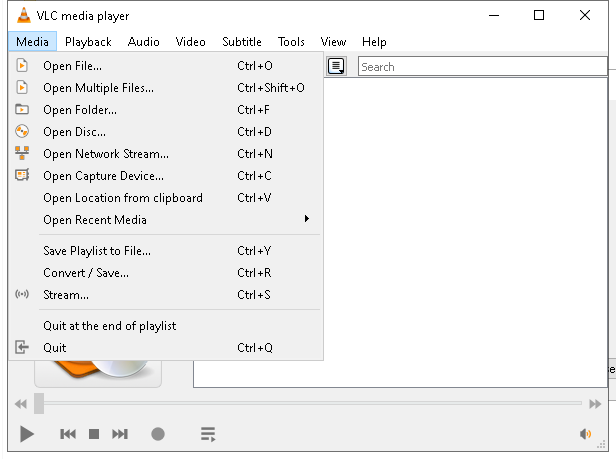 VLC media player
Media Playback Audio Video Subtitle Tools View Help
Open File... Ctrl+O
Search
Open Multiple Files... Ctrl+Shift+O
Open Folder... Ctrl+F
Open Disc... Ctrl+D
Open Network Stream... Ctrl+N
Open Capture Device... Ctrl+C
Open Location from clipboard Ctrl+V
Open Recent Media
Save Playlist to File... Ctrl+Y
Convert / Save... Ctrl+R
Stream... Ctrl+S
Quit at the end of playlist
Quit Ctrl+Q